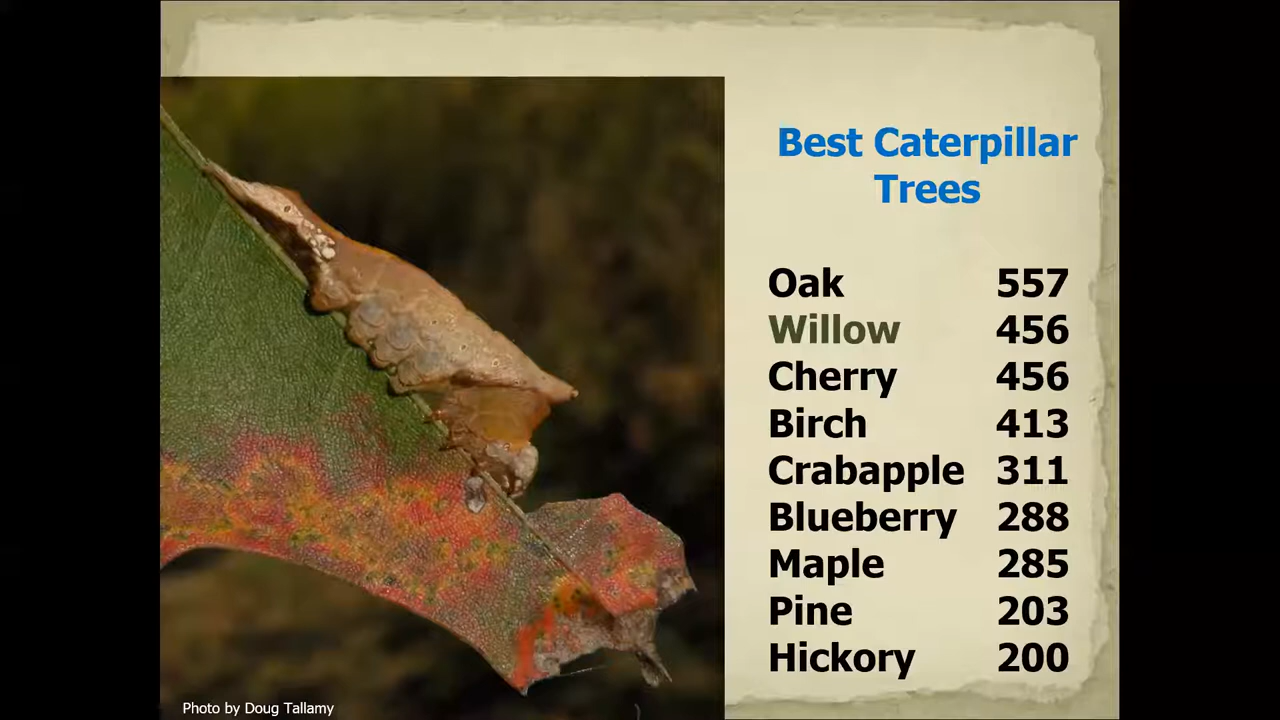 Best Caterpillar
Trees
Oak 557
Willow 456
Cherry 456
Birch 413
Crabapple 311
Blueberry 288
Maple 285
Pine 203
Hickory 200
Photo by Doug Tallamy